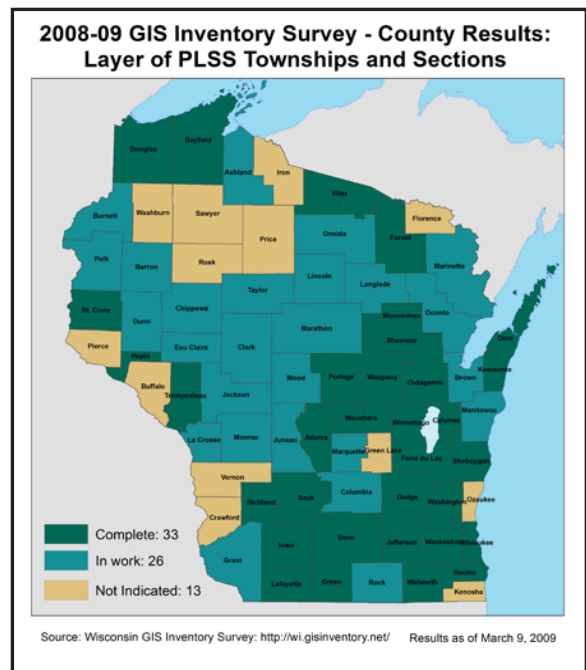 2008-09 GIS Inventory Survey - County Results:
Layer of PLSS Townships and Sections
Douglas
Bayfield
Ashland
Iron
Vilas
Florence
Burnett
Washburn
Sawyer
Price
Oneida
Forest
Marinette
Polk
Barron
Rusk
Lincoln
Langlade
Taylor
St. Croix
Dunn
Chippewa
Marathon
Menominee
Oconto
Shawano
Door
Pierce
Pepin
Eau Claire
Clark
Kewaunee
Buffalo
Trempealeau
Jackson
Wood
Portage
Waupaca
Outagamie
Brown
Manitowoc
La Crosse
Monroe
Juneau
Adams
Waushara
Winnebago
Calumet
Marquette
Green Lake
Fond du Lac
Sheboygan
Vernon
Richland
Sauk
Columbia
Dodge
Washington
Ozaukee
Crawford
Iowa
Dane
Jefferson
Waukesha
Milwaukee
Grant
Lafayette
Green
Rock
Walworth
Racine
Kenosha
Complete: 33
In work: 26
Not Indicated: 13
Source: Wisconsin GIS Inventory Survey: http://wi.gisinventory.net/ Results as of March 9, 2009